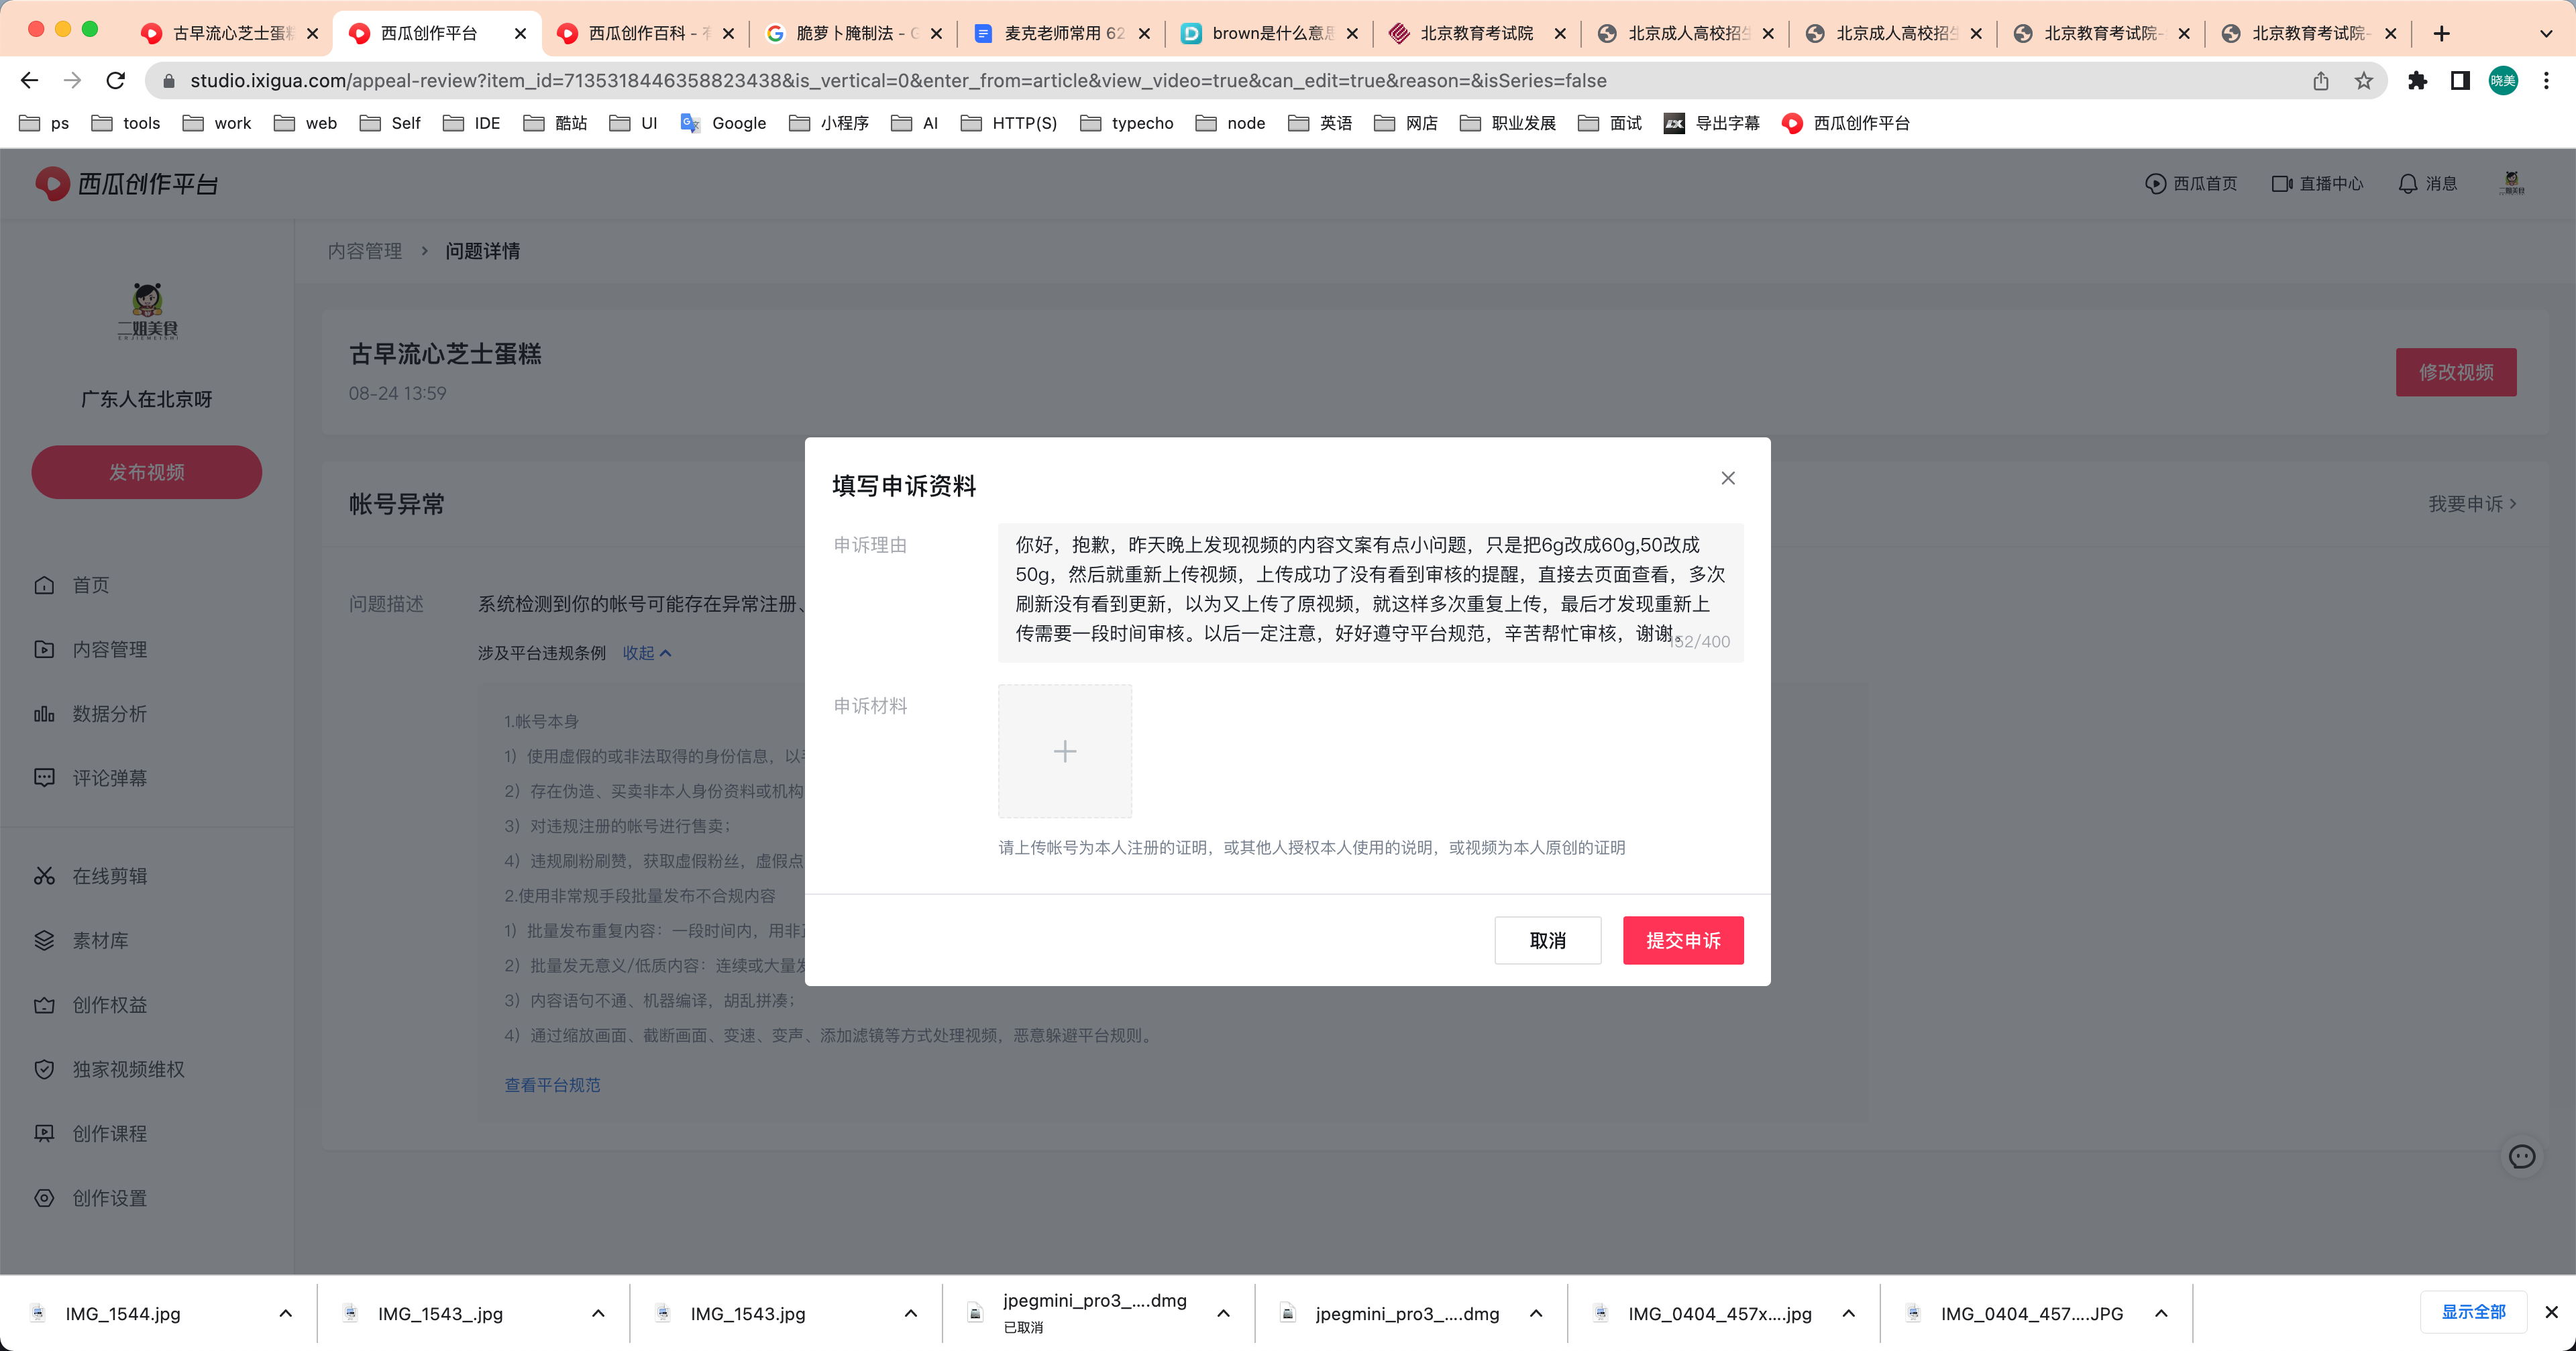 古早流心芝士蛋糕
西瓜创作平台
西瓜创作百科 -
脆萝卜腌制法 -
麦克老师常用 62
brown是什么意思
北京教育考试院
北京成人高校招生
北京成人高校招生
北京教育考试院-
北京教育考试院-
studio.ixigua.com/appeal-review?item_id=7135318446358823438&is_vertical=0&enter_from=article&view_video=true&can_edit=true&reason=&isSeries=false
晓美
ps
tools
work
web
Self
IDE
酷站
UI
Google
小程序
AI
HTTP(S)
typecho
node
英语
网店
职业发展
面试
导出字幕
西瓜创作平台
西瓜创作平台
西瓜首页
直播中心
消息
二姐美食
ERJIEMEISHI
广东人在北京呀
发布视频
首页
内容管理
数据分析
评论弹幕
在线剪辑
素材库
创作权益
独家视频维权
创作课程
创作设置
内容管理 > 问题详情
古早流心芝士蛋糕
08-24 13:59
修改视频
帐号异常
我要申诉 >
问题描述
系统检测到你的帐号可能存在异常注册、
涉及平台违规条例 收起
1.帐号本身
1）使用虚假的或非法取得的身份信息，以
2）存在伪造、买卖非本人身份资料或机构
3）对违规注册的帐号进行售卖；
4）违规刷粉刷赞，获取虚假粉丝，虚假点
2.使用非常规手段批量发布不合规内容
1）批量发布重复内容：一段时间内，用非
2）批量发无意义/低质内容：连续或大量发
3）内容语句不通、机器编译，胡乱拼凑；
4）通过缩放画面、截断画面、变速、变声、添加滤镜等方式处理视频，恶意躲避平台规则。
查看平台规范
填写申诉资料
申诉理由
你好，抱歉，昨天晚上发现视频的内容文案有点小问题，只是把6g改成60g,50改成
50g，然后就重新上传视频，上传成功了没有看到审核的提醒，直接去页面查看，多次
刷新没有看到更新，以为又上传了原视频，就这样多次重复上传，最后才发现重新上
传需要一段时间审核。以后一定注意，好好遵守平台规范，辛苦帮忙审核，谢谢。
152/400
申诉材料
请上传帐号为本人注册的证明，或其他人授权本人使用的说明，或视频为本人原创的证明
取消
提交申诉
IMG_1544.jpg
IMG_1543_.jpg
IMG_1543.jpg
jpegmini_pro3_....dmg
已取消
jpegmini_pro3_....dmg
IMG_0404_457x....jpg
IMG_0404_457....JPG
显示全部